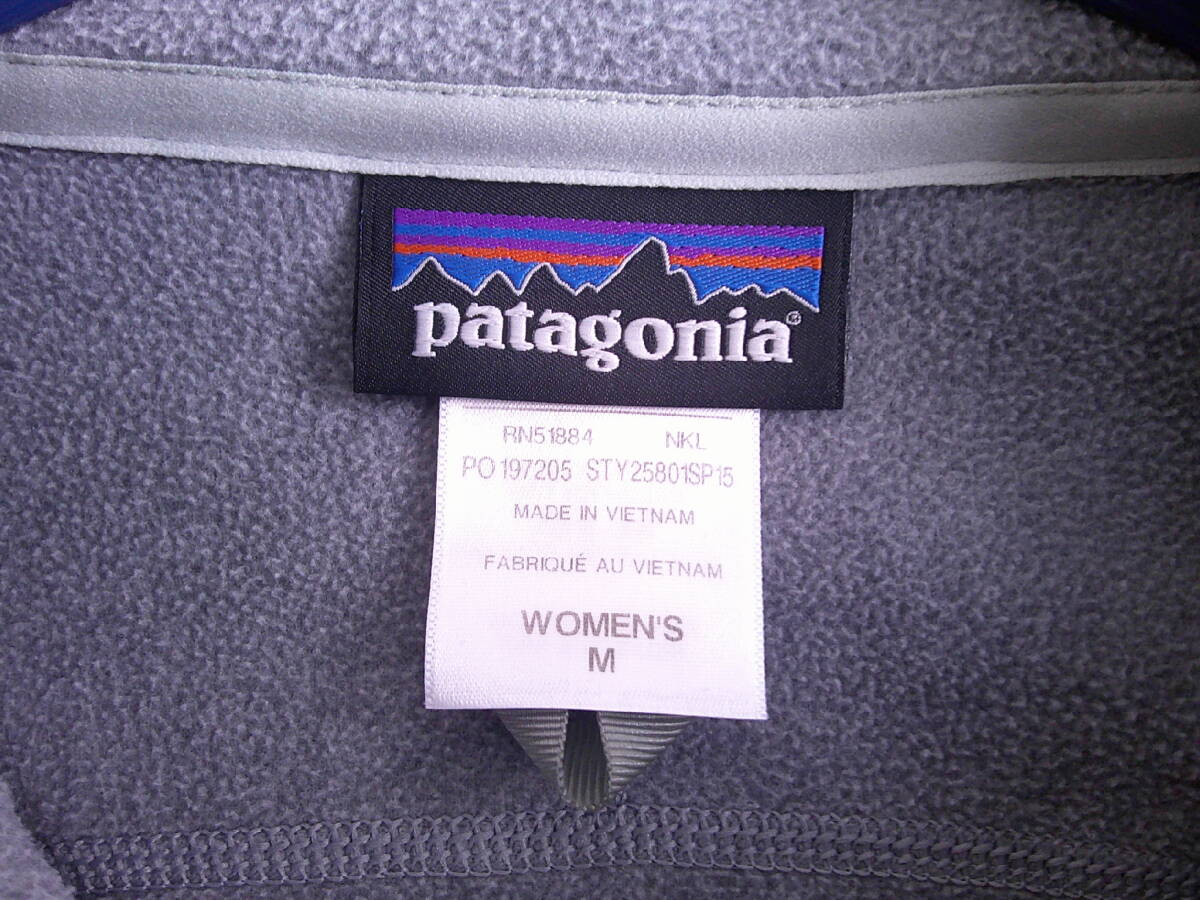 patagonia®
RN51884 NKL
PO197205 STY25801SP15
MADE IN VIETNAM
FABRIQUÉ AU VIETNAM
WOMEN'S
M